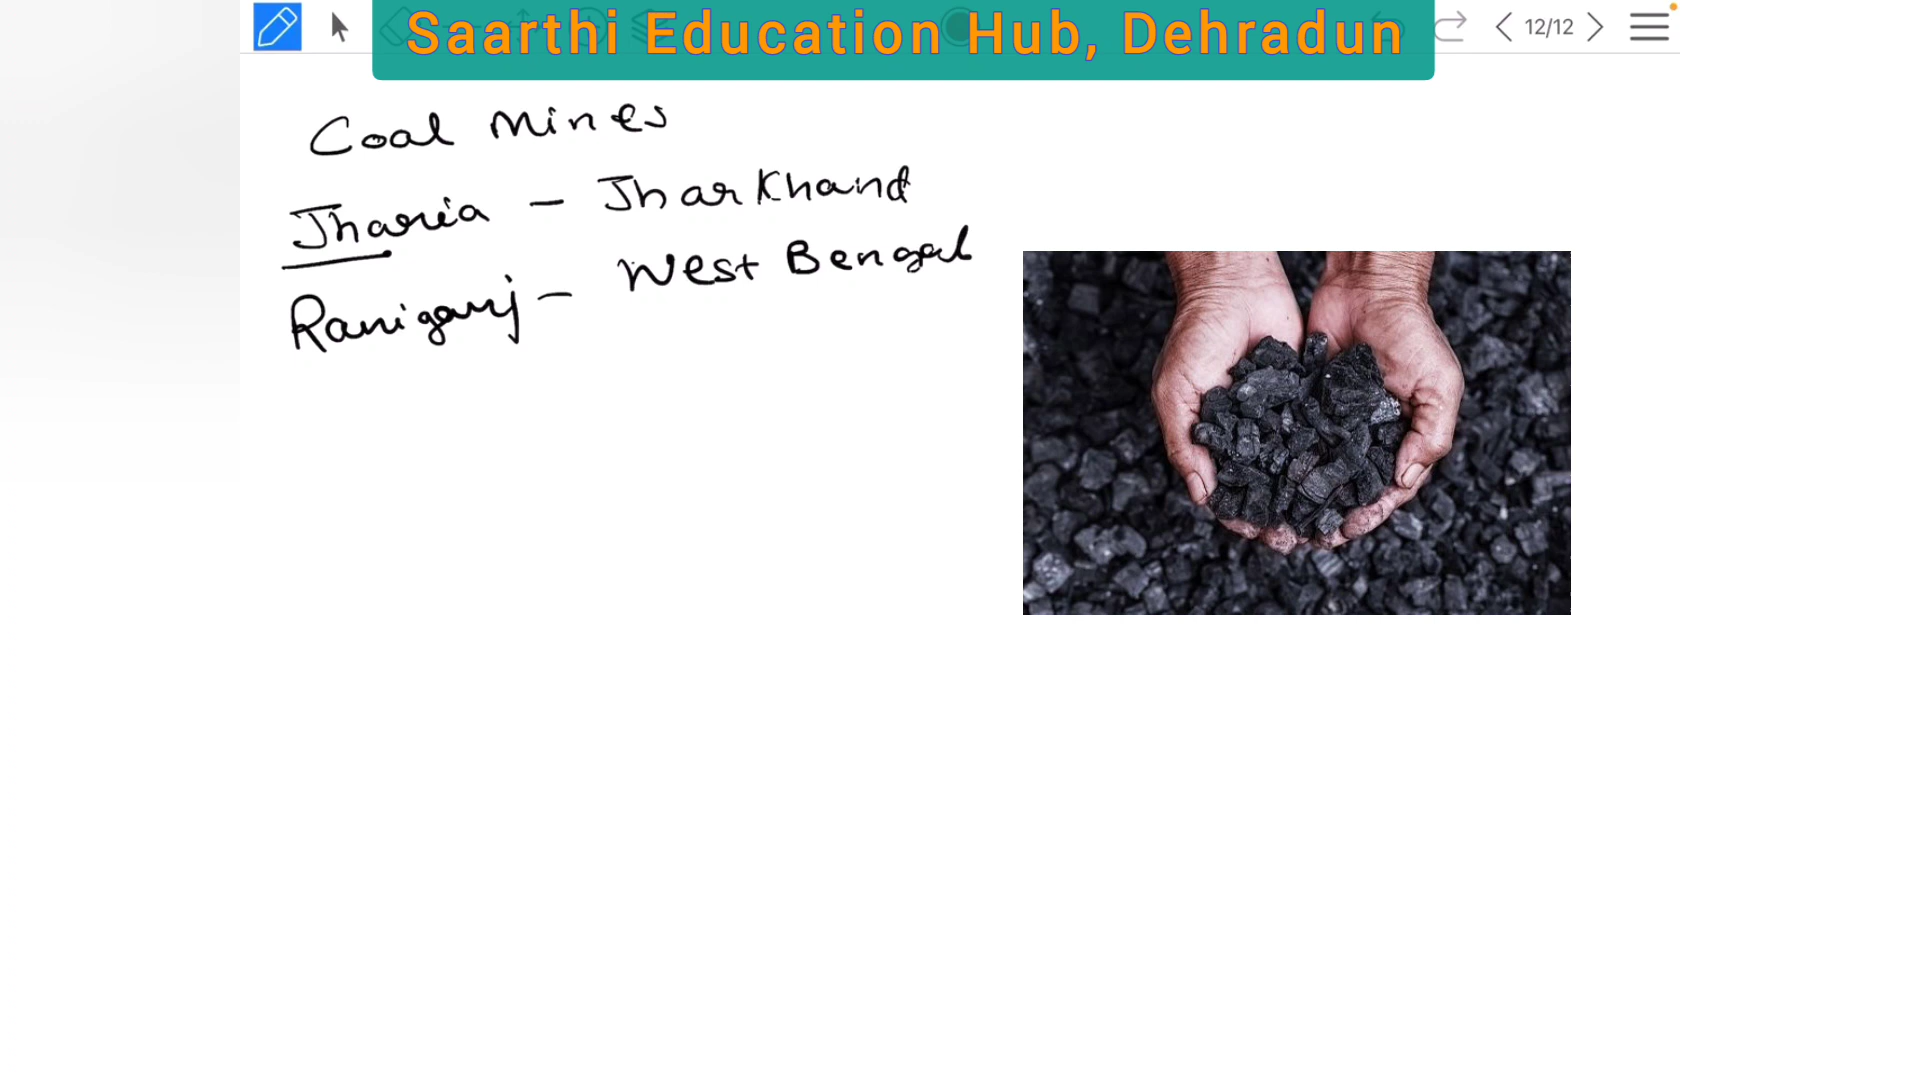 Saarthi Education Hub, Dehradun
12/12
Coal Mines
Jharia - Jharkhand
Raniganj - West Bengal